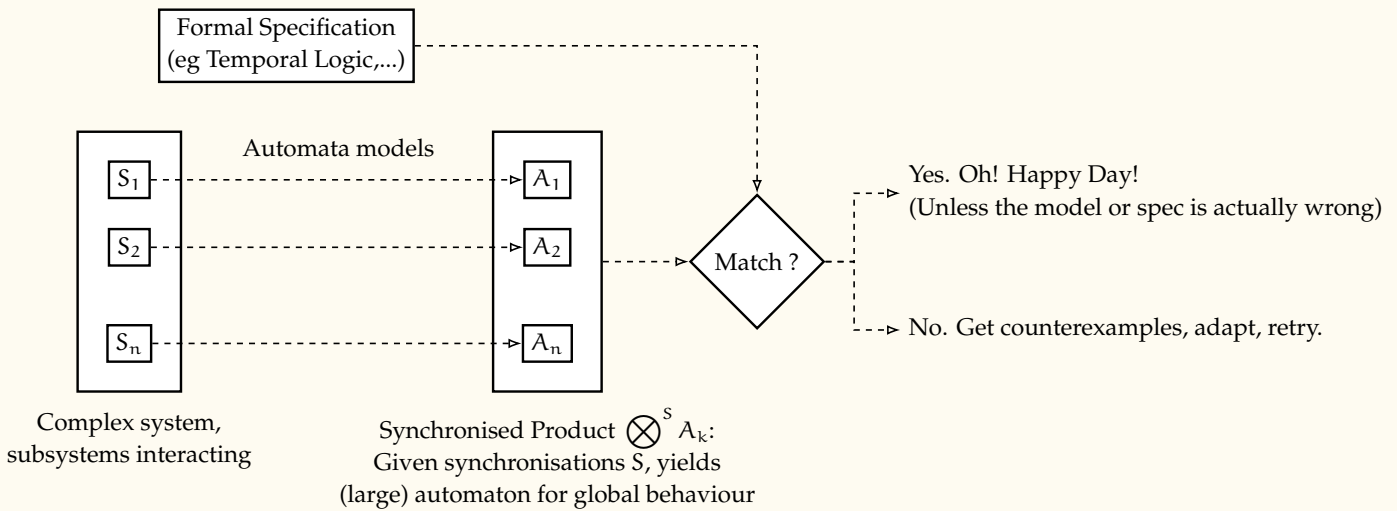 Formal Specification
(eg Temporal Logic,...)
Automata models
S₁
A₁
S₂
A₂
Sₙ
Aₙ
Match ?
Yes. Oh! Happy Day!
(Unless the model or spec is actually wrong)
No. Get counterexamples, adapt, retry.
Complex system,
subsystems interacting
Synchronised Product ⨂ˢ Aₖ:
Given synchronisations S, yields
(large) automaton for global behaviour